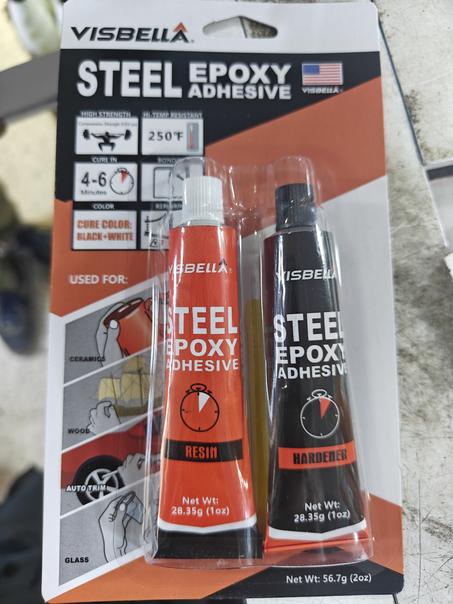 VISBELLA
STEEL EPOXY
ADHESIVE
VISBELLA
HIGH STRENGTH
HI-TEMP RESISTANT
250°F
CURE IN
BOND
4-6
Minutes
COLOR
CURE COLOR:
BLACK+WHITE
USED FOR:
CERAMICS
WOOD
AUTO TRIM
GLASS
VISBELLA
STEEL
EPOXY
ADHESIVE
RESIN
Net Wt:
28.35g (1oz)
VISBELLA
STEEL
EPOXY
ADHESIVE
HARDENER
Net Wt:
28.35g (1oz)
Net Wt: 56.7g (2oz)